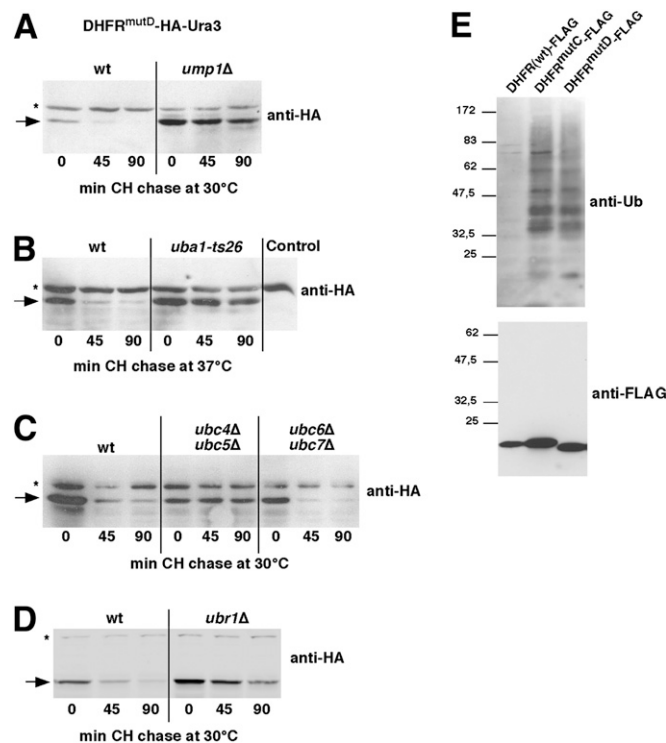 A
DHFRmutD-HA-Ura3
wt ump1Δ
*
anti-HA
0 45 90 0 45 90
min CH chase at 30°C
B
wt uba1-ts26 Control
*
anti-HA
0 45 90 0 45 90
min CH chase at 37°C
C
wt ubc4Δ ubc5Δ ubc6Δ ubc7Δ
*
anti-HA
0 45 90 0 45 90 0 45 90
min CH chase at 30°C
D
wt ubr1Δ
*
anti-HA
0 45 90 0 45 90
min CH chase at 30°C
E
DHFR(wt)-FLAG
DHFRmutC-FLAG
DHFRmutD-FLAG
172
83
62
47,5
anti-Ub
32,5
25
62
47,5
anti-FLAG
32,5
25